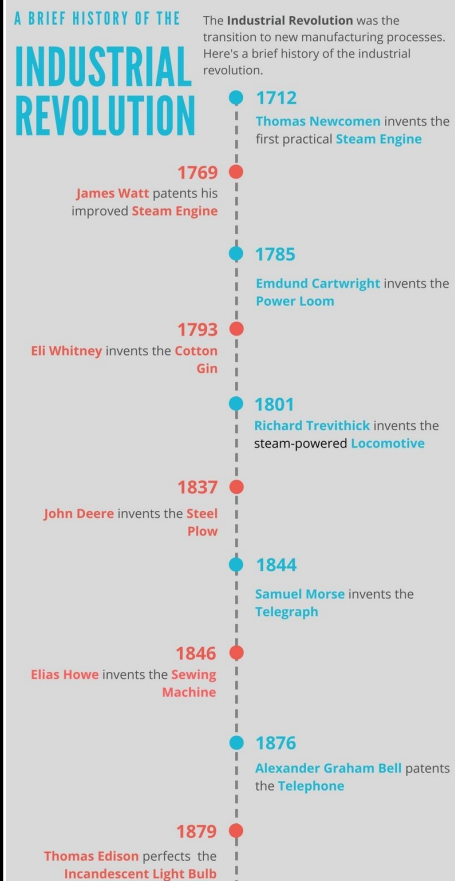 A BRIEF HISTORY OF THE
INDUSTRIAL
REVOLUTION
The Industrial Revolution was the
transition to new manufacturing processes.
Here's a brief history of the industrial
revolution.
1712
Thomas Newcomen invents the
first practical Steam Engine
1769
James Watt patents his
improved Steam Engine
1785
Emdund Cartwright invents the
Power Loom
1793
Eli Whitney invents the Cotton
Gin
1801
Richard Trevithick invents the
steam-powered Locomotive
1837
John Deere invents the Steel
Plow
1844
Samuel Morse invents the
Telegraph
1846
Elias Howe invents the Sewing
Machine
1876
Alexander Graham Bell patents
the Telephone
1879
Thomas Edison perfects the
Incandescent Light Bulb